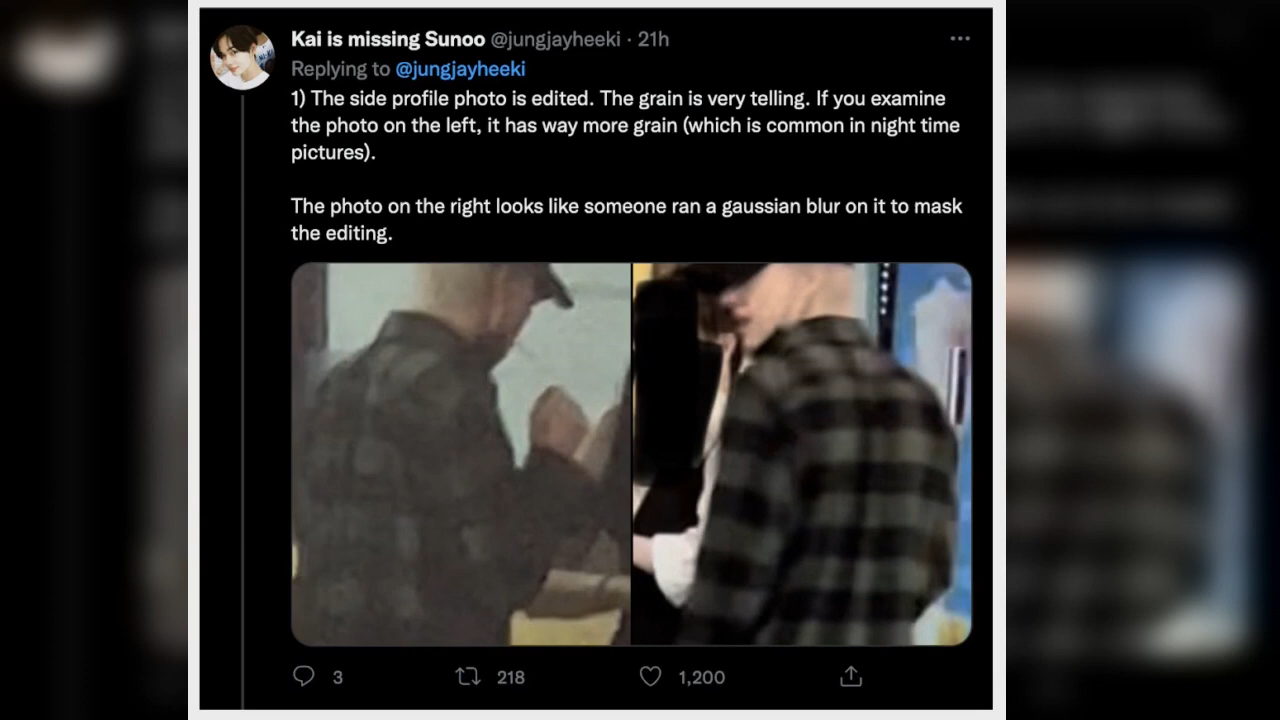 Kai is missing Sunoo @jungjayheeki · 21h
Replying to @jungjayheeki
1) The side profile photo is edited. The grain is very telling. If you examine
the photo on the left, it has way more grain (which is common in night time
pictures).
The photo on the right looks like someone ran a gaussian blur on it to mask
the editing.
3 218 1,200